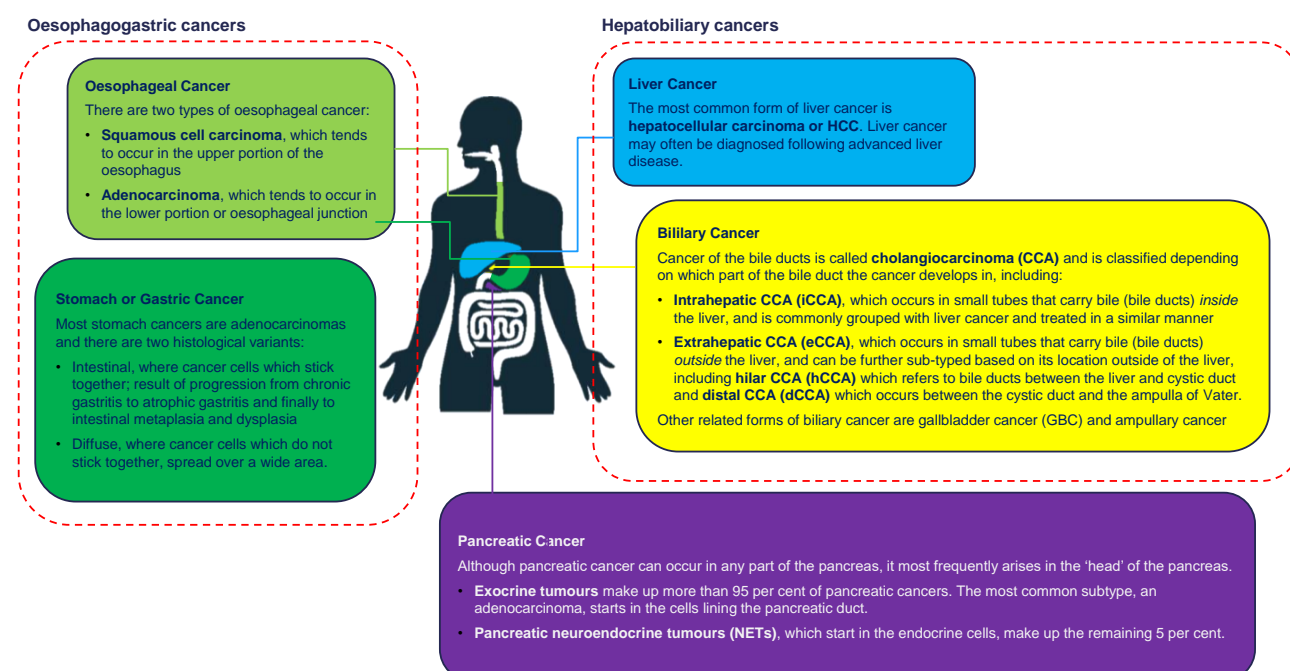 Oesophagogastric cancers
Oesophageal Cancer
There are two types of oesophageal cancer:
• Squamous cell carcinoma, which tends
to occur in the upper portion of the
oesophagus
• Adenocarcinoma, which tends to occur in
the lower portion or oesophageal junction
Stomach or Gastric Cancer
Most stomach cancers are adenocarcinomas
and there are two histological variants:
• Intestinal, where cancer cells which stick
together; result of progression from chronic
gastritis to atrophic gastritis and finally to
intestinal metaplasia and dysplasia
• Diffuse, where cancer cells which do not
stick together, spread over a wide area.
Hepatobiliary cancers
Liver Cancer
The most common form of liver cancer is
hepatocellular carcinoma or HCC. Liver cancer
may often be diagnosed following advanced liver
disease.
Bililary Cancer
Cancer of the bile ducts is called cholangiocarcinoma (CCA) and is classified depending
on which part of the bile duct the cancer develops in, including:
• Intrahepatic CCA (iCCA), which occurs in small tubes that carry bile (bile ducts) inside
the liver, and is commonly grouped with liver cancer and treated in a similar manner
• Extrahepatic CCA (eCCA), which occurs in small tubes that carry bile (bile ducts)
outside the liver, and can be further sub-typed based on its location outside of the liver,
including hilar CCA (hCCA) which refers to bile ducts between the liver and cystic duct
and distal CCA (dCCA) which occurs between the cystic duct and the ampulla of Vater.
Other related forms of biliary cancer are gallbladder cancer (GBC) and ampullary cancer
Pancreatic Cancer
Although pancreatic cancer can occur in any part of the pancreas, it most frequently arises in the ‘head’ of the pancreas.
• Exocrine tumours make up more than 95 per cent of pancreatic cancers. The most common subtype, an
adenocarcinoma, starts in the cells lining the pancreatic duct.
• Pancreatic neuroendocrine tumours (NETs), which start in the endocrine cells, make up the remaining 5 per cent.